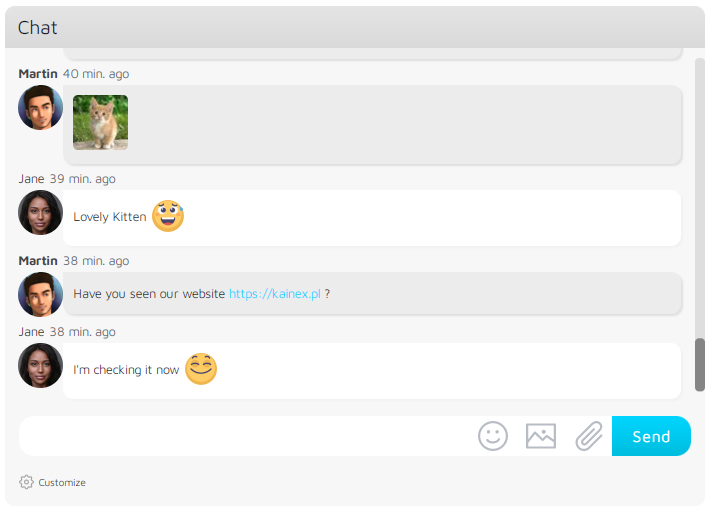 Chat
Martin 40 min. ago
Jane 39 min. ago
Lovely Kitten
Martin 38 min. ago
Have you seen our website https://kainex.pl ?
Jane 38 min. ago
I'm checking it now
Send
Customize